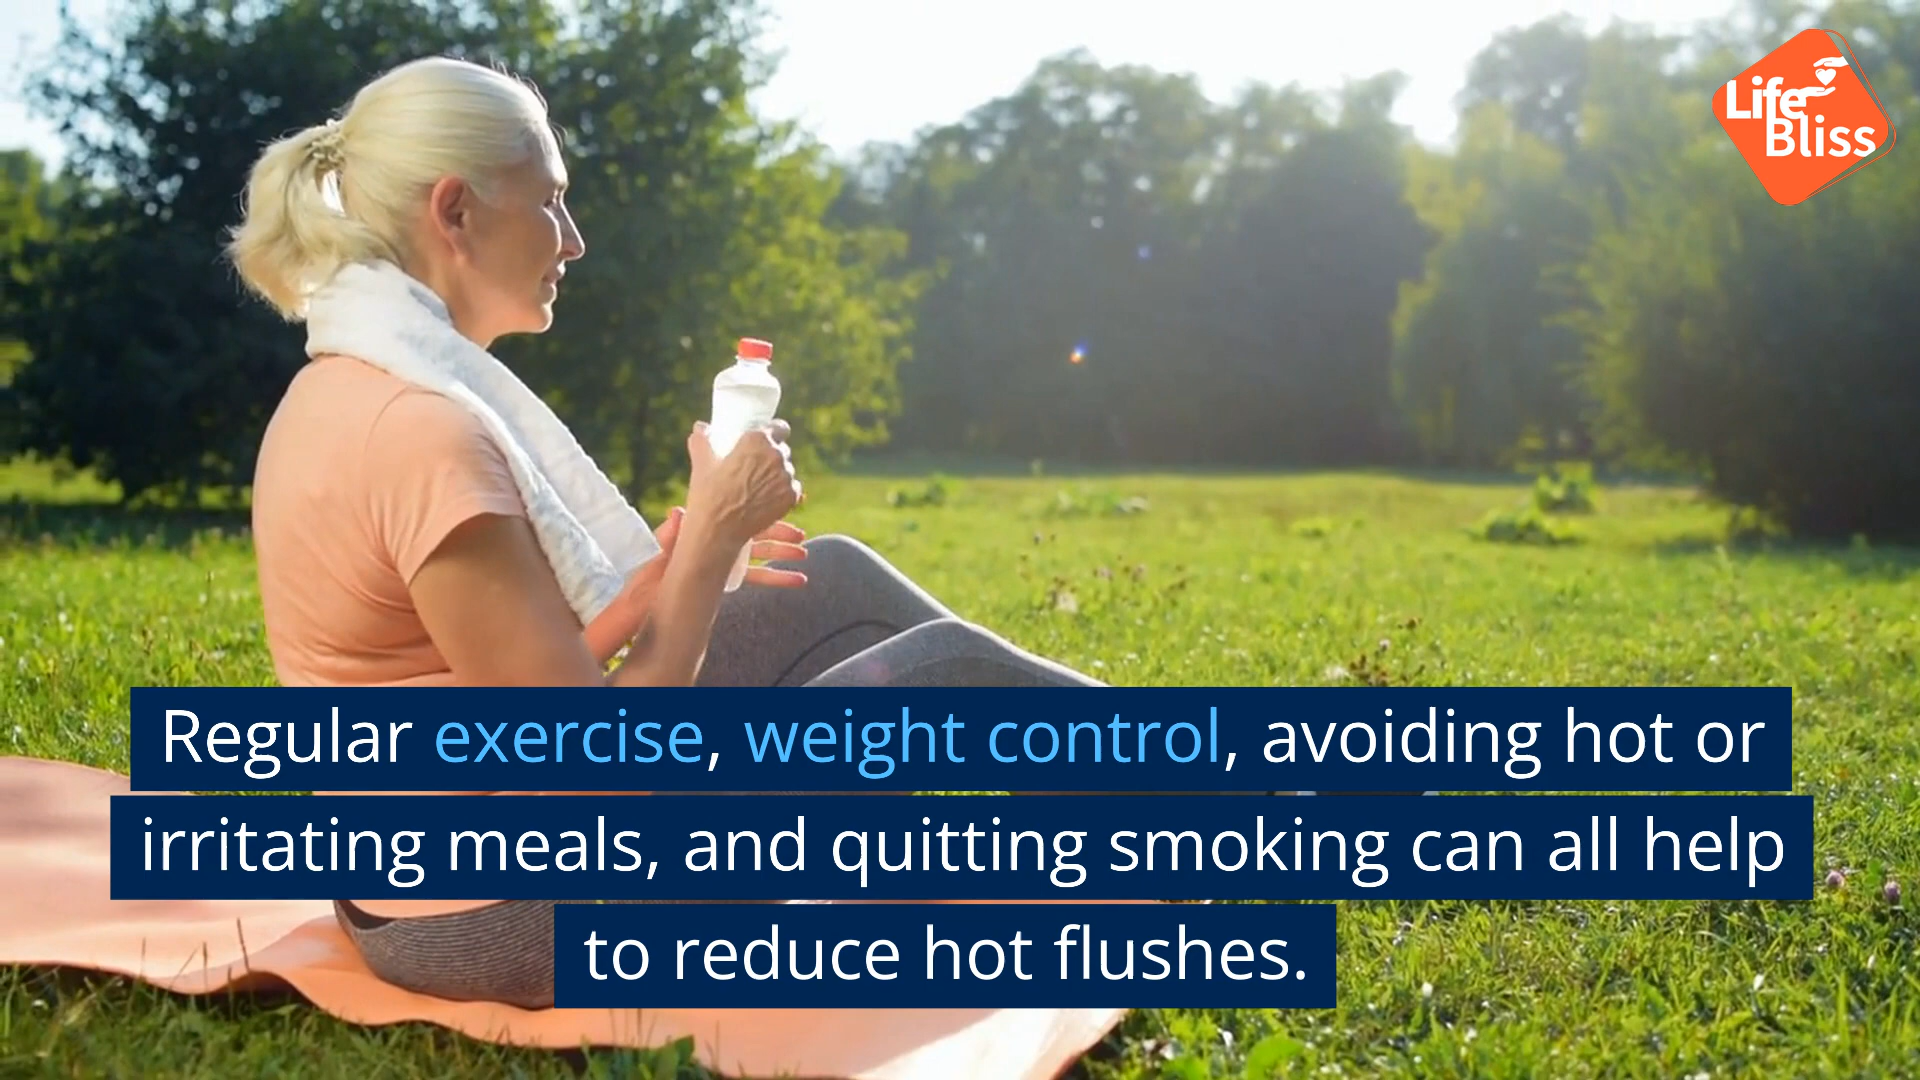 Life
Bliss
Regular exercise, weight control, avoiding hot or
irritating meals, and quitting smoking can all help
to reduce hot flushes.